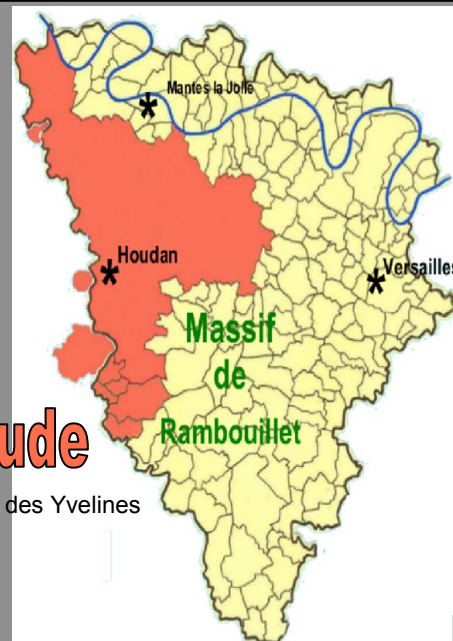 Mantes la Jolie
Houdan
Versailles
Massif
de
Rambouillet
ude
des Yvelines